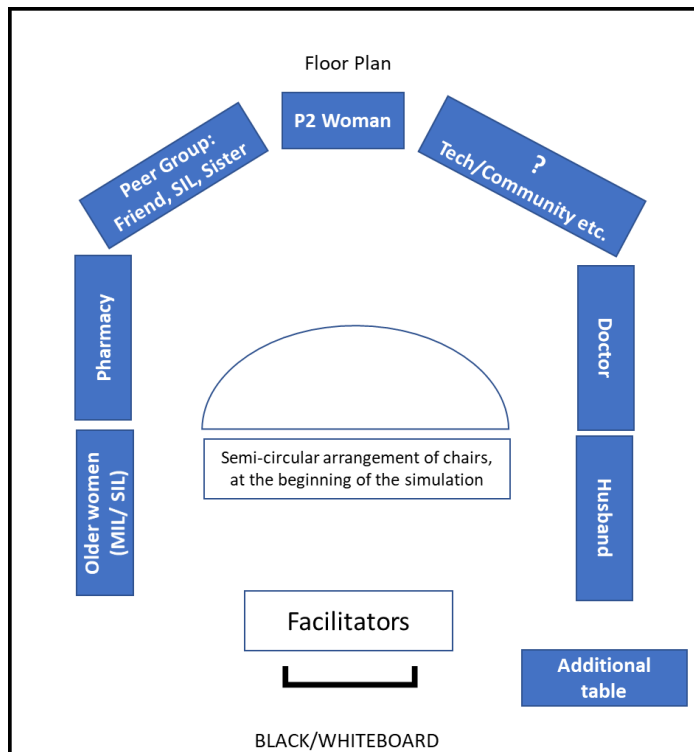 Floor Plan
P2 Woman
Peer Group:
Friend, SIL, Sister
?
Tech/Community etc.
Pharmacy
Doctor
Semi-circular arrangement of chairs,
at the beginning of the simulation
Older women
(MIL/ SIL)
Husband
Facilitators
Additional
table
BLACK/WHITEBOARD